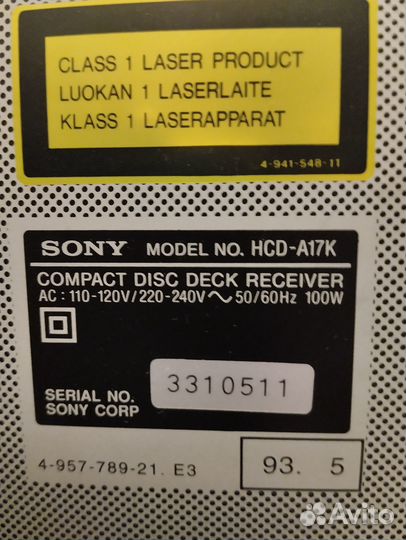 CLASS 1 LASER PRODUCT
LUOKAN 1 LASERLAITE
KLASS 1 LASERAPPARAT
4-941-548-11
SONY MODEL NO. HCD-A17K
COMPACT DISC DECK RECEIVER
AC : 110-120V/220-240V ~ 50/60Hz 100W
SERIAL NO. 3310511
SONY CORP
4-957-789-21. E3 93. 5
Avito